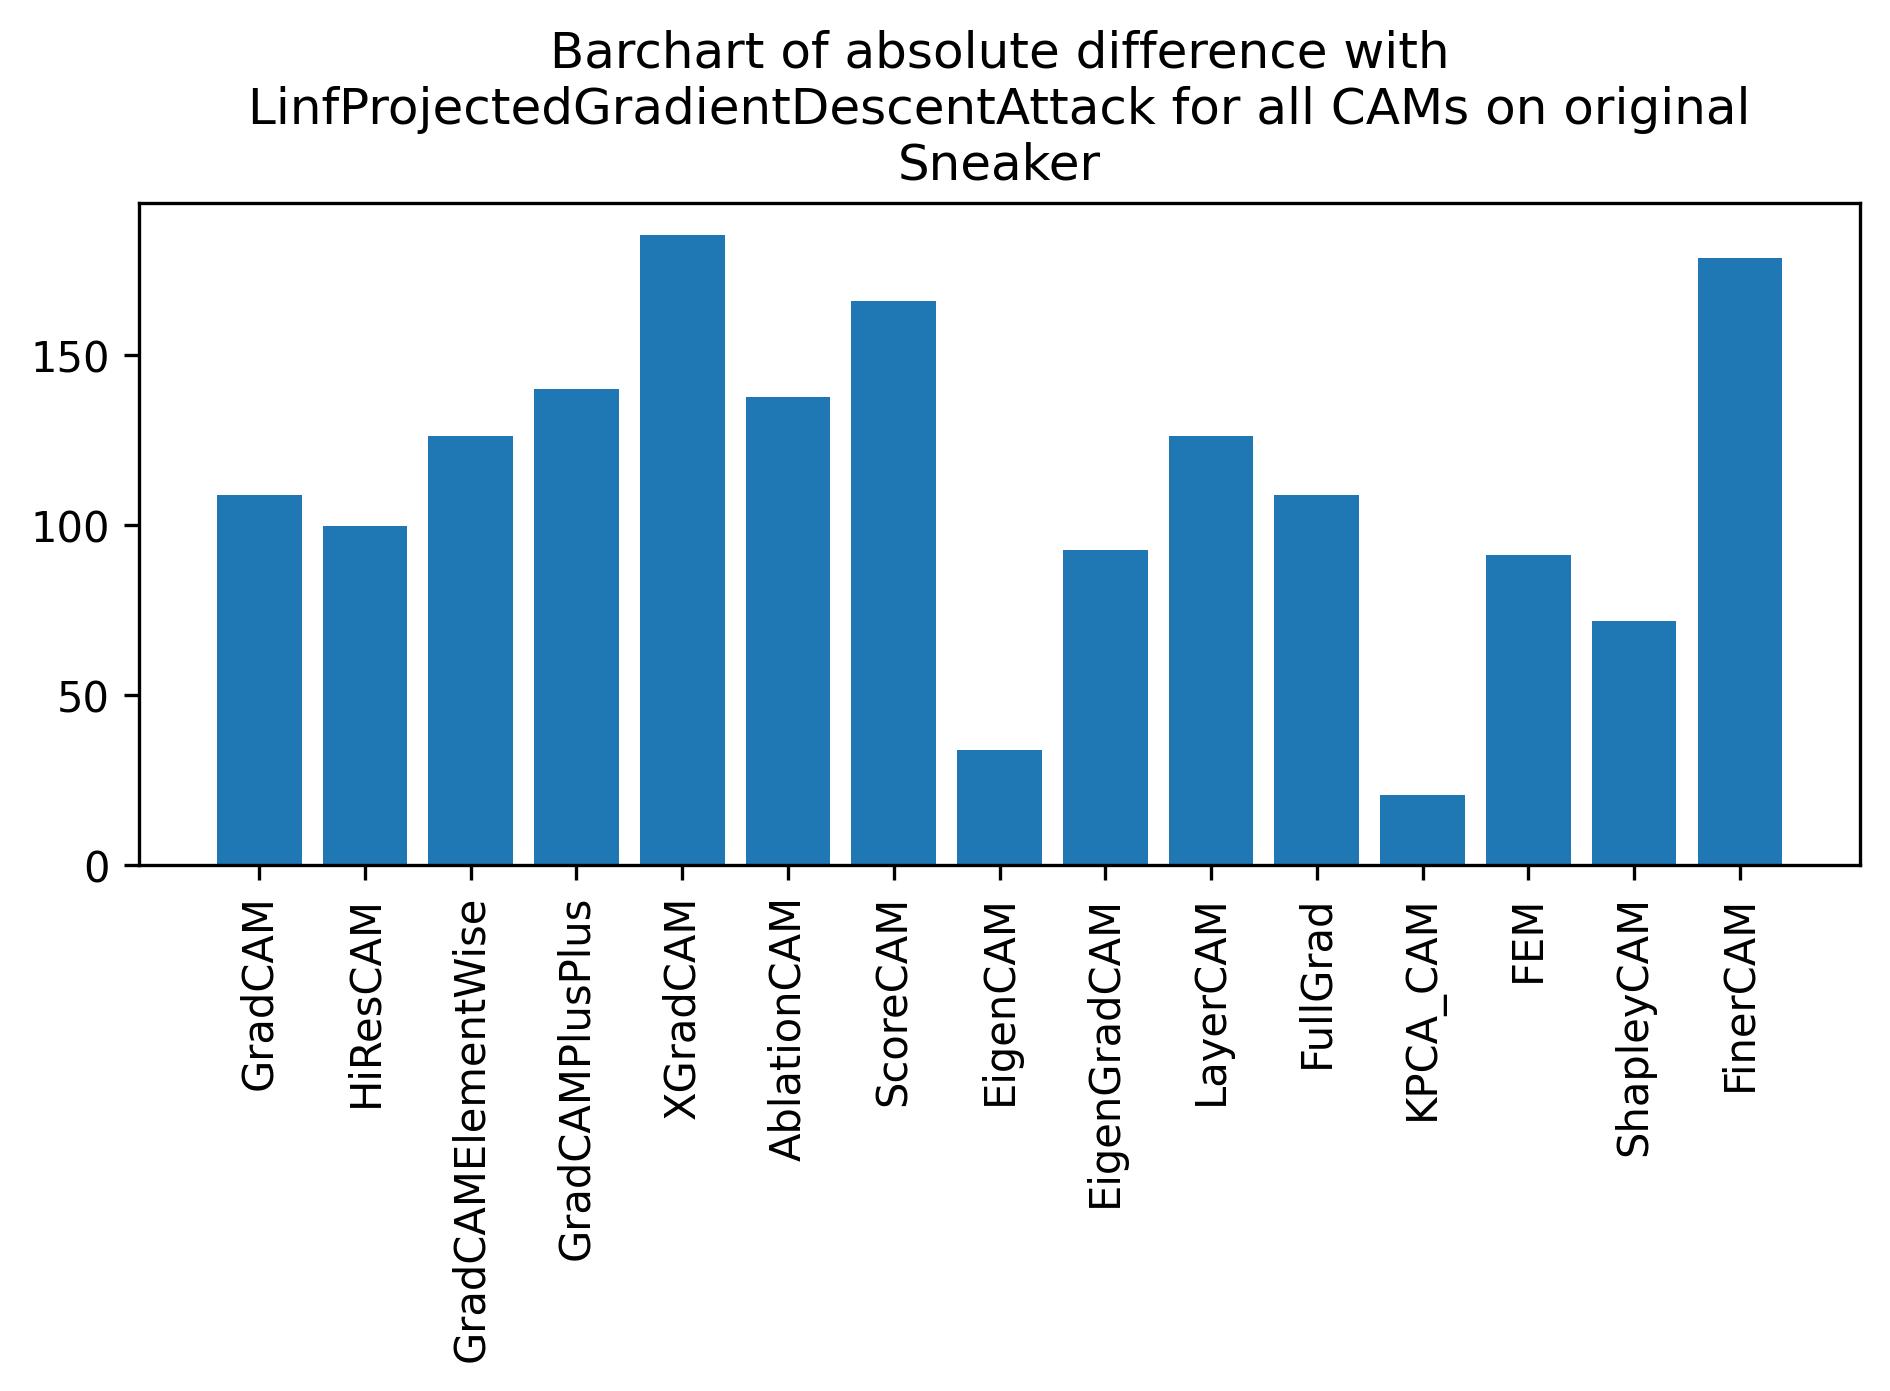 Barchart of absolute difference with
LinfProjectedGradientDescentAttack for all CAMs on original
Sneaker
150
100
50
0
GradCAM
HiResCAM
GradCAMElementWise
GradCAMPlusPlus
XGradCAM
AblationCAM
ScoreCAM
EigenCAM
EigenGradCAM
LayerCAM
FullGrad
KPCA_CAM
FEM
ShapleyCAM
FinerCAM